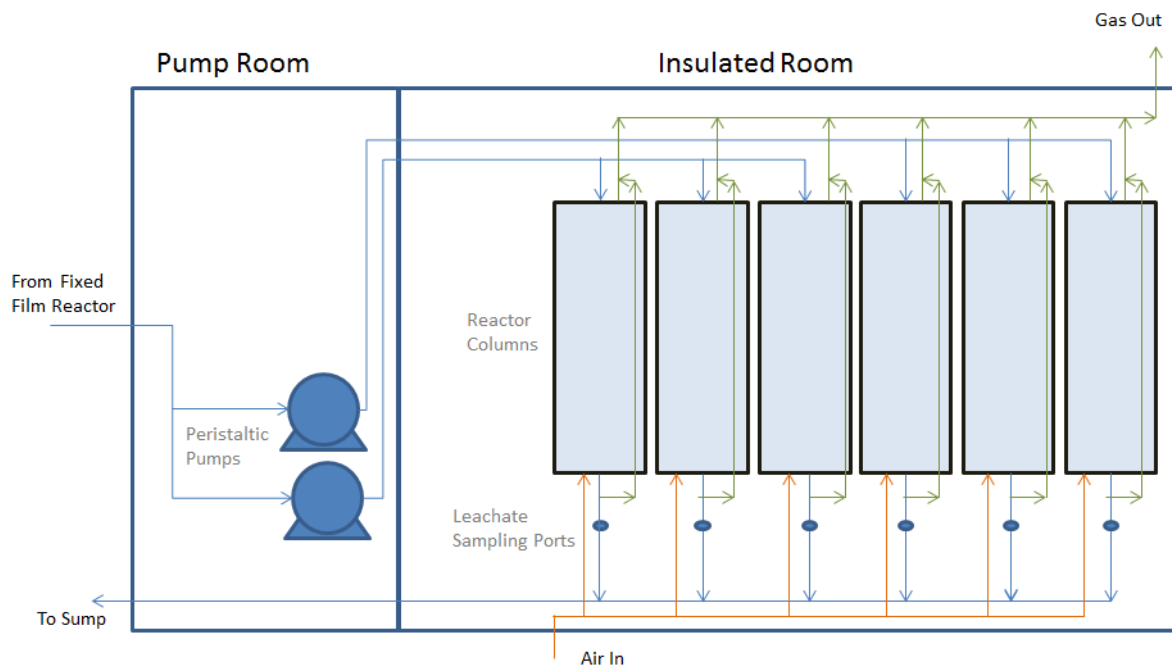 Gas Out
Pump Room
Insulated Room
From Fixed
Film Reactor
Reactor
Columns
Peristaltic
Pumps
Leachate
Sampling Ports
To Sump
Air In